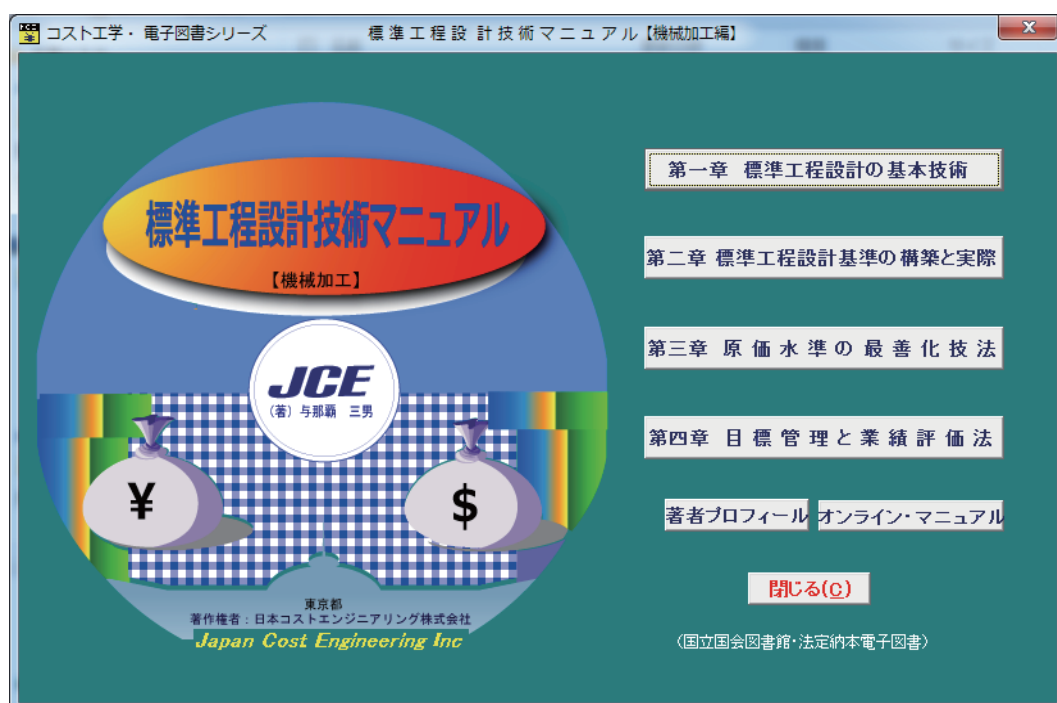 コスト工学・電子図書シリーズ 標準工程設計技術マニュアル【機械加工編】
X
標準工程設計技術マニュアル
【機械加工】
JCE
(著) 与那覇 三男
¥
$
東京都
著作権者:日本コストエンジニアリング株式会社
Japan Cost Engineering Inc
第一章 標準工程設計の基本技術
第二章 標準工程設計基準の構築と実際
第三章 原価水準の最善化技法
第四章 目標管理と業績評価法
著者プロフィール オンライン・マニュアル
閉じる(C)
(国立国会図書館・法定納本電子図書)